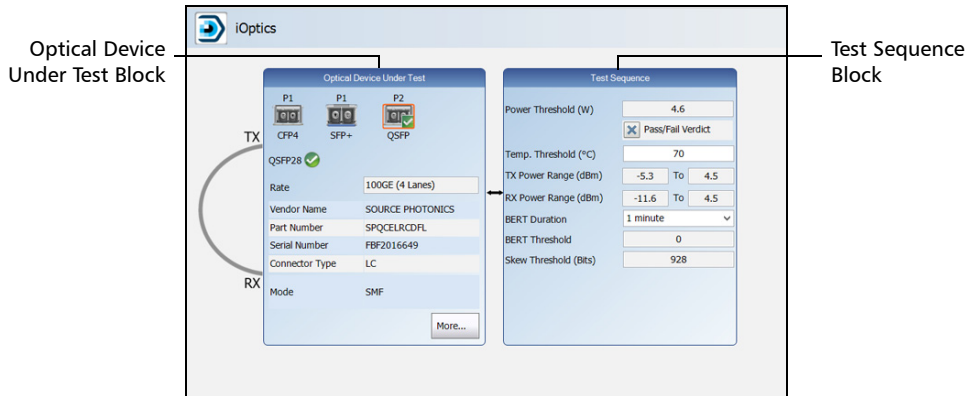 iOptics
Optical Device
Under Test Block
Test Sequence
Block
Optical Device Under Test
P1 P1 P2
CFP4 SFP+ QSFP
TX
QSFP28
Rate 100GE (4 Lanes)
Vendor Name SOURCE PHOTONICS
Part Number SPQCELRCDFL
Serial Number FBF2016649
Connector Type LC
RX
Mode SMF
More...
Test Sequence
Power Threshold (W) 4.6
Pass/Fail Verdict
Temp. Threshold (°C) 70
TX Power Range (dBm) -5.3 To 4.5
RX Power Range (dBm) -11.6 To 4.5
BERT Duration 1 minute
BERT Threshold 0
Skew Threshold (Bits) 928